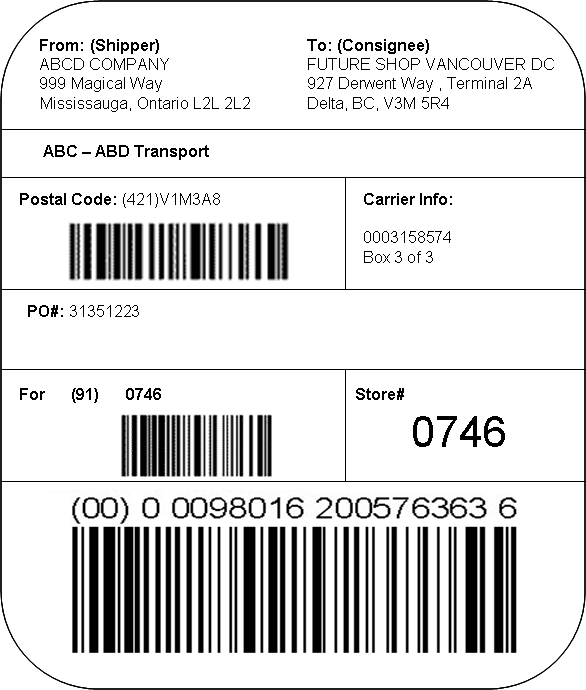 From: (Shipper)
ABCD COMPANY
999 Magical Way
Mississauga, Ontario L2L 2L2
To: (Consignee)
FUTURE SHOP VANCOUVER DC
927 Derwent Way , Terminal 2A
Delta, BC, V3M 5R4
ABC – ABD Transport
Postal Code: (421)V1M3A8
Carrier Info:
0003158574
Box 3 of 3
PO#: 31351223
For (91) 0746
Store#
0746
(00) 0 0098016 200576363 6